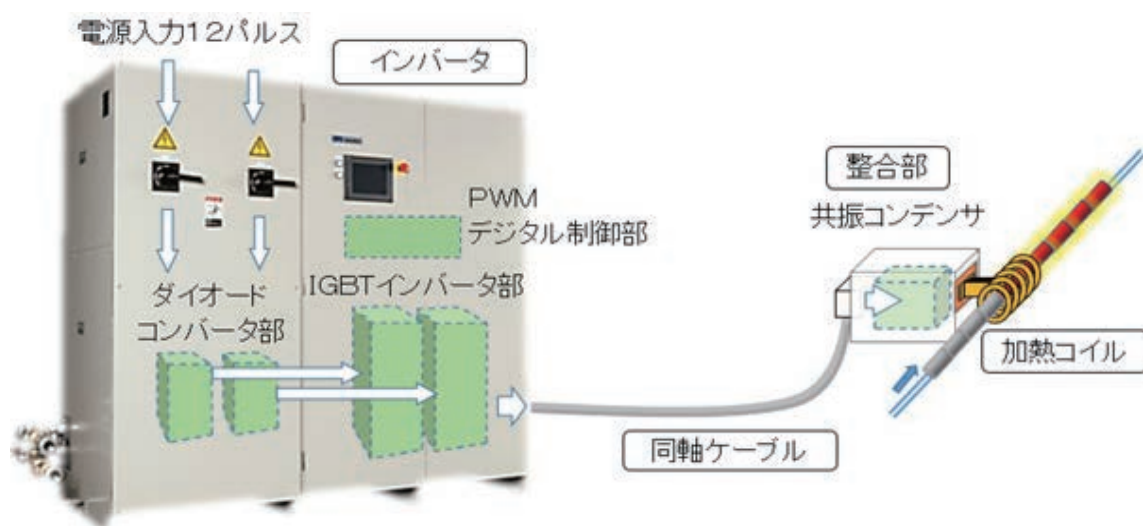 電源入力12パルス
インバータ
PWM
デジタル制御部
ダイオード
コンバータ部
IGBTインバータ部
整合部
共振コンデンサ
加熱コイル
同軸ケーブル